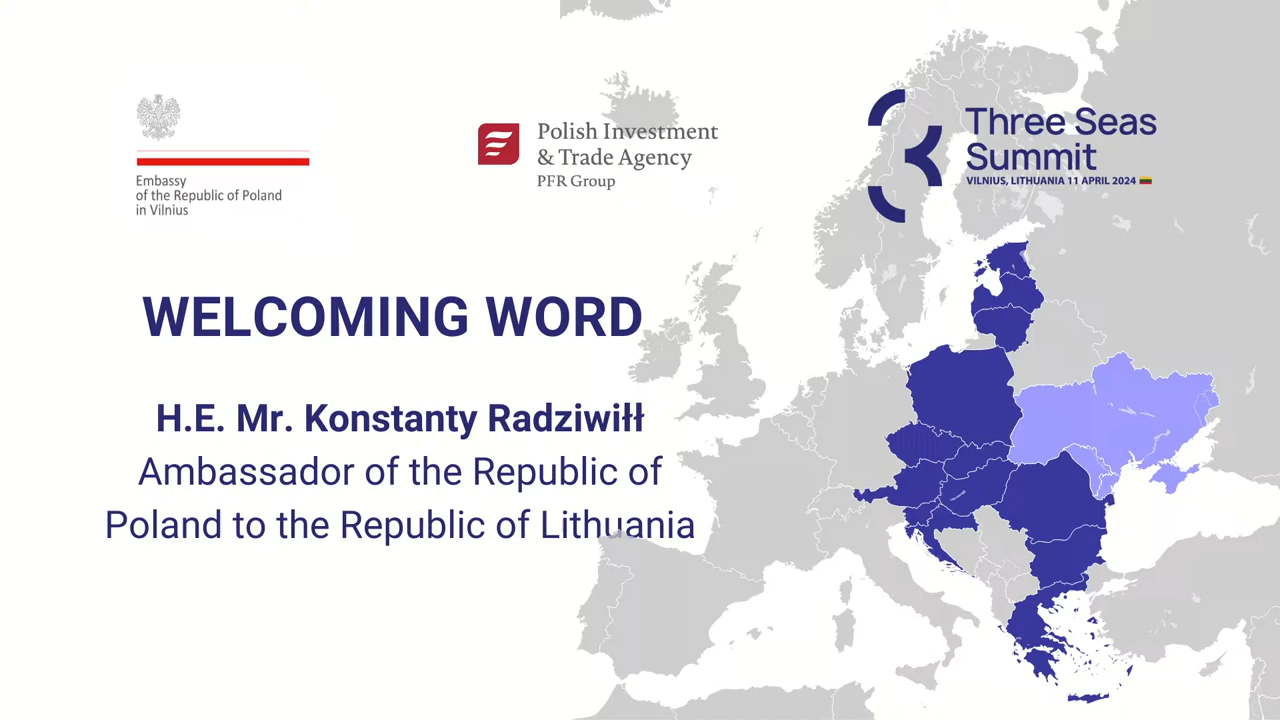 Embassy
of the Republic of Poland
in Vilnius
Polish Investment
& Trade Agency
PFR Group
Three Seas
Summit
VILNIUS, LITHUANIA 11 APRIL 2024
WELCOMING WORD
H.E. Mr. Konstanty Radziwiłł
Ambassador of the Republic of
Poland to the Republic of Lithuania